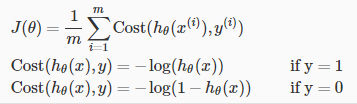 J(θ) = 1/m ∑_{i=1}^{m} Cost(h_θ(x^{(i)}), y^{(i)})
Cost(h_θ(x), y) = −log(h_θ(x)) if y = 1
Cost(h_θ(x), y) = −log(1 − h_θ(x)) if y = 0